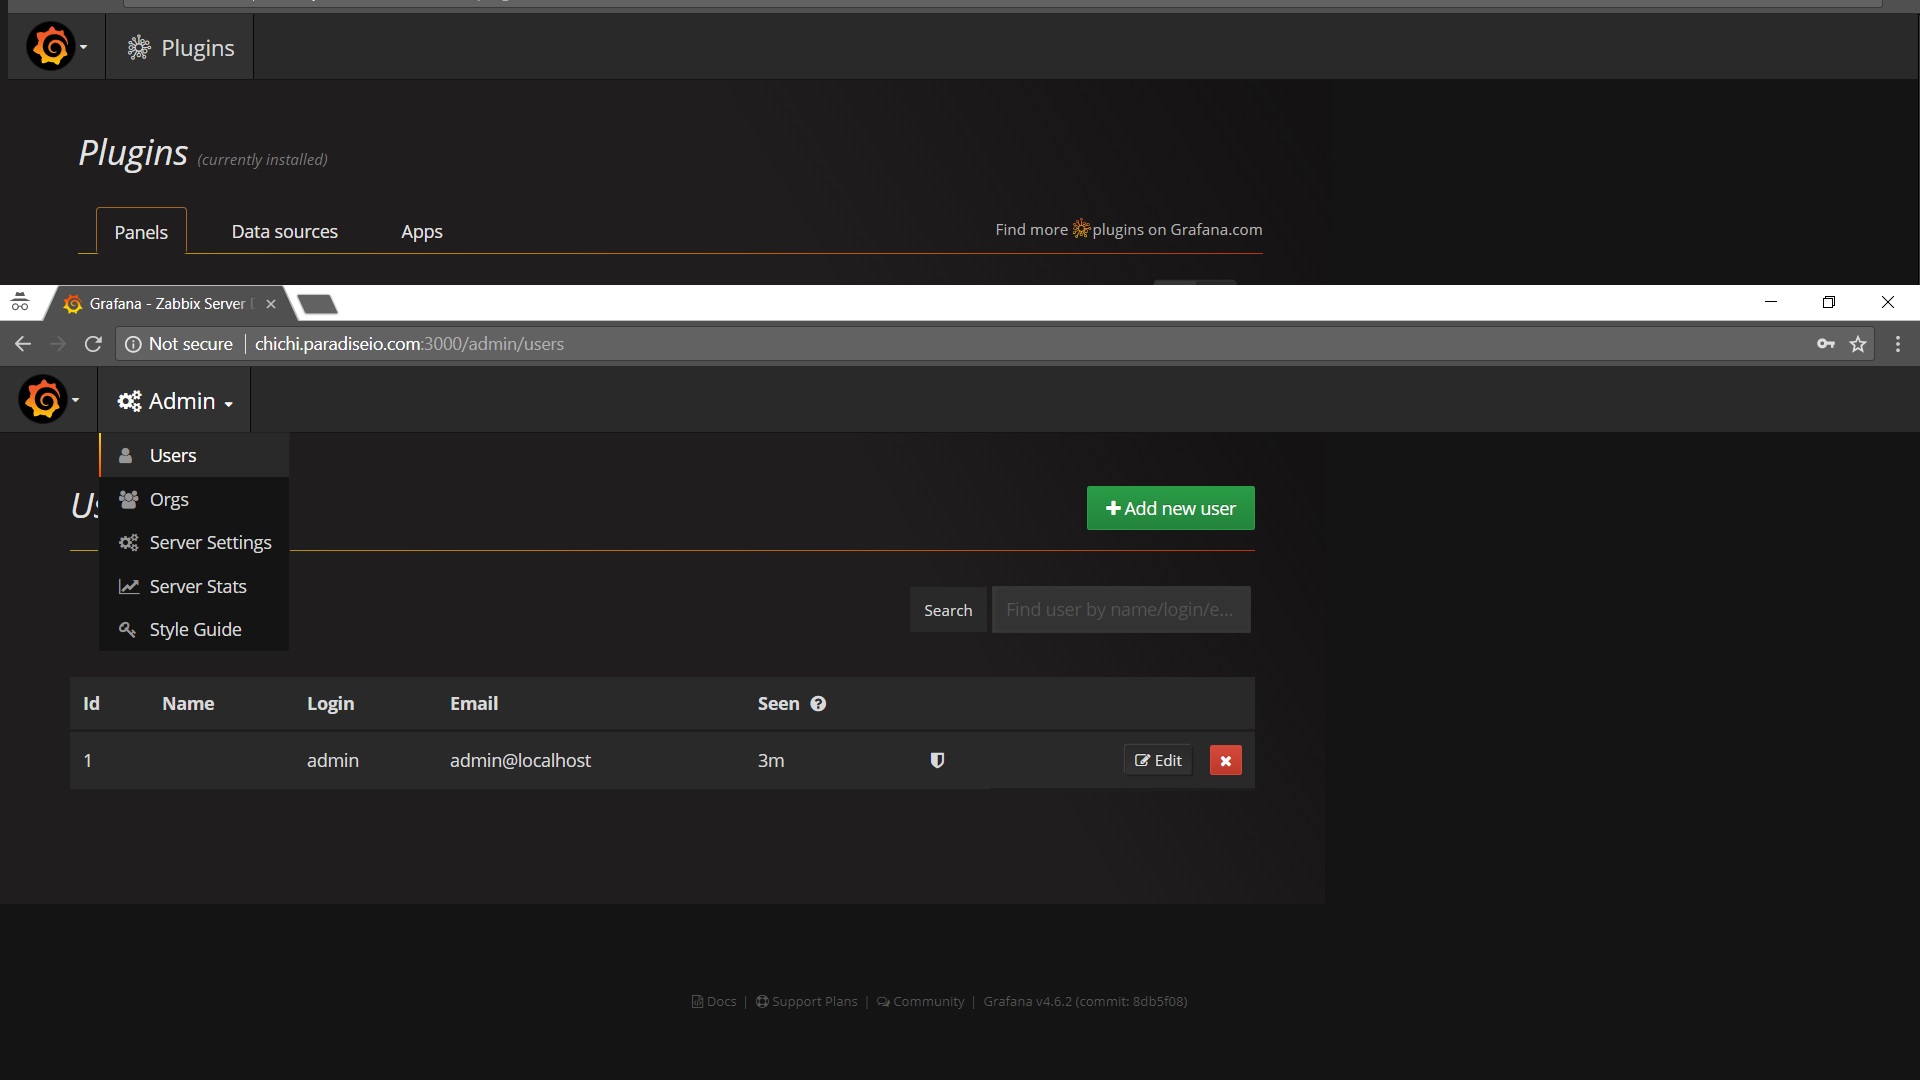 Plugins
Plugins (currently installed)
Panels Data sources Apps Find more plugins on Grafana.com
Grafana - Zabbix Server
Not secure chichi.paradiseio.com:3000/admin/users
Admin
Users
Orgs
Add new user
Server Settings
Server Stats
Search Find user by name/login/e...
Style Guide
Id Name Login Email Seen
1 admin admin@localhost 3m Edit
Docs | Support Plans | Community | Grafana v4.6.2 (commit: 8db5f08)